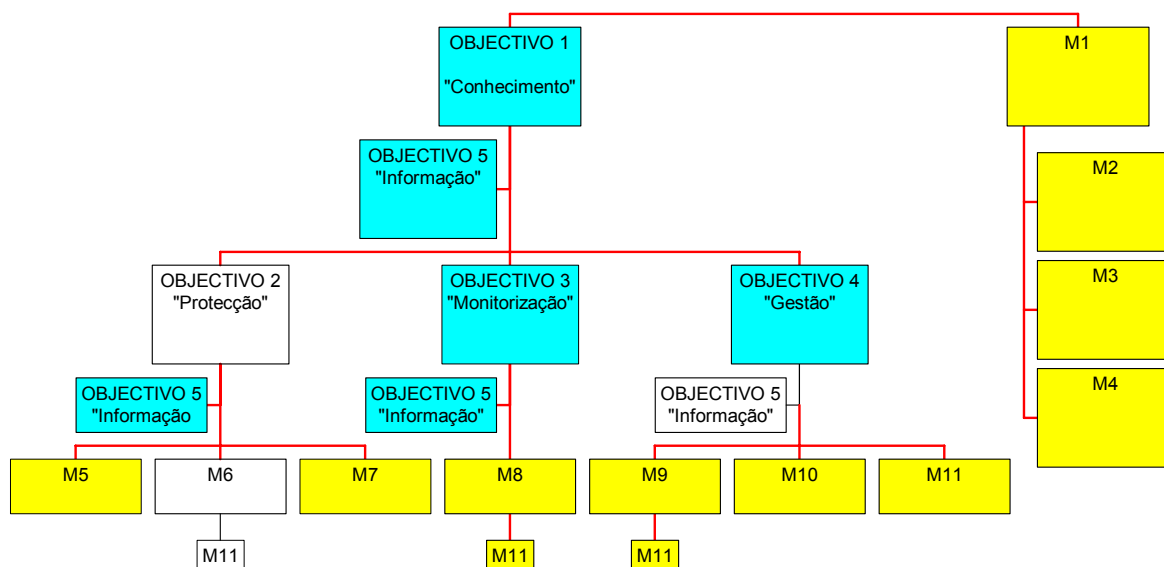 OBJECTIVO 1
"Conhecimento"
M1
OBJECTIVO 5
"Informação"
M2
OBJECTIVO 2
"Protecção"
OBJECTIVO 3
"Monitorização"
OBJECTIVO 4
"Gestão"
M3
OBJECTIVO 5
"Informação
OBJECTIVO 5
"Informação"
OBJECTIVO 5
"Informação"
M4
M5
M6
M7
M8
M9
M10
M11
M11
M11
M11